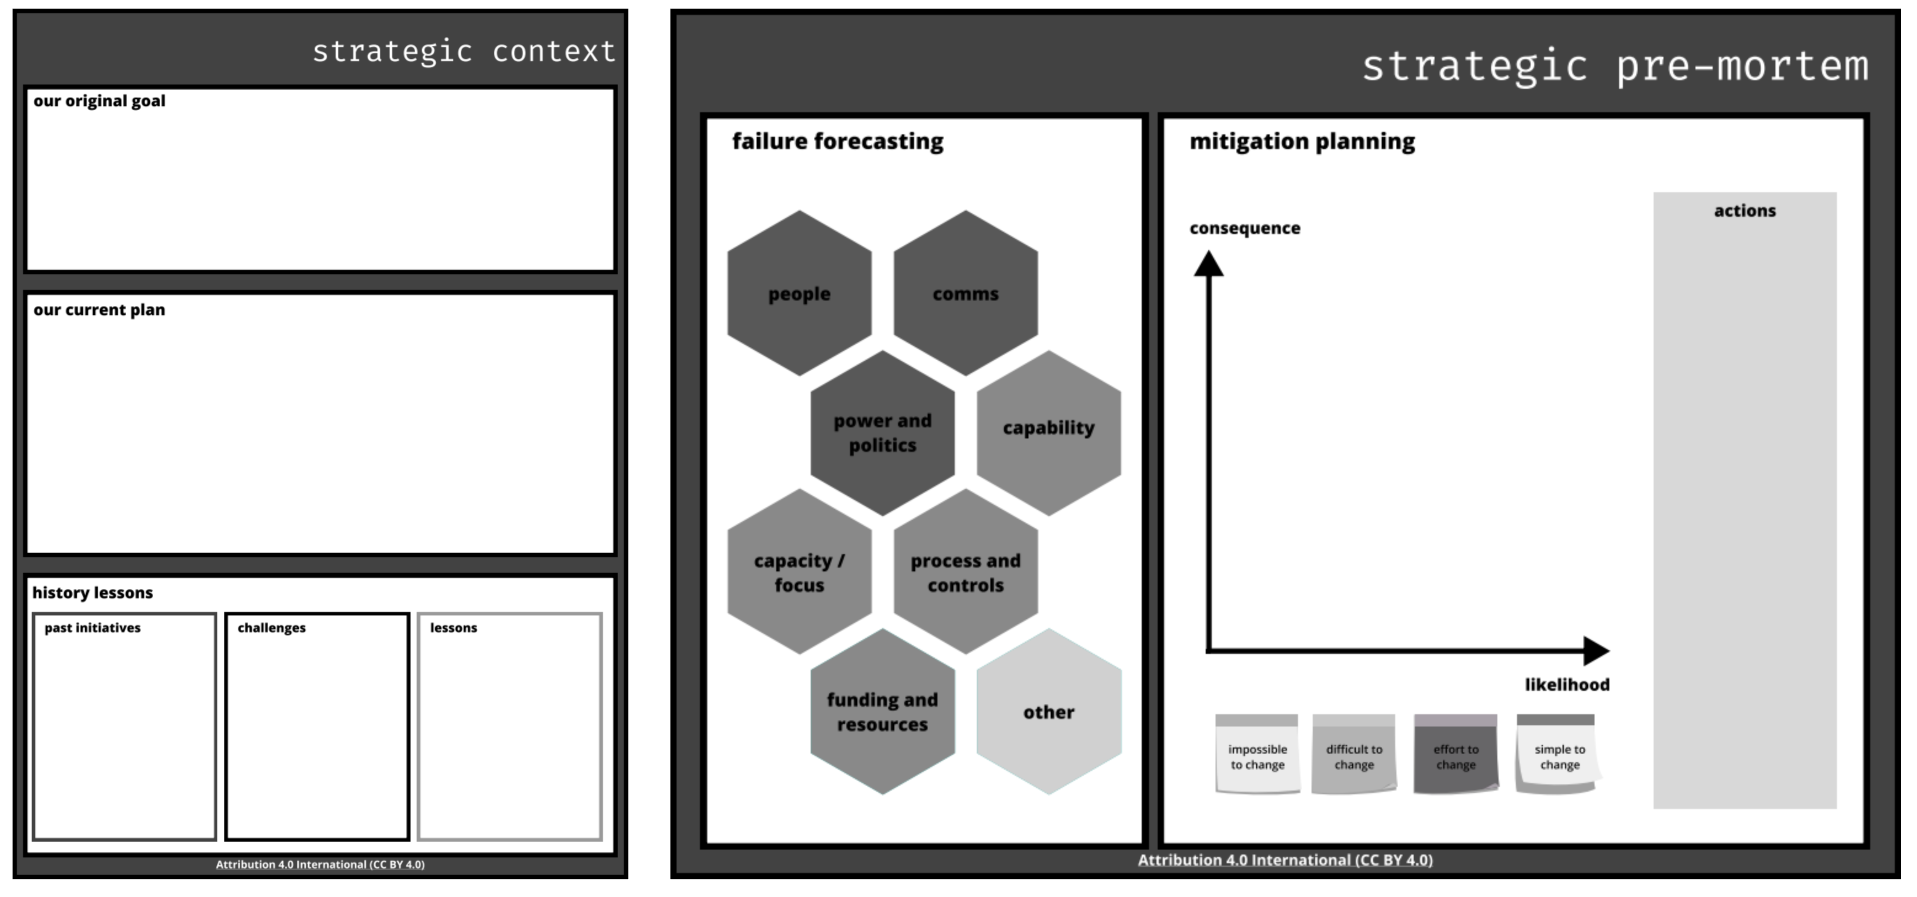 strategic context
our original goal
our current plan
history lessons
past initiatives
challenges
lessons
Attribution 4.0 International (CC BY 4.0)
strategic pre-mortem
failure forecasting
people
comms
power and
politics
capability
capacity /
focus
process and
controls
funding and
resources
other
mitigation planning
consequence
likelihood
impossible
to change
difficult to
change
effort to
change
simple to
change
actions
Attribution 4.0 International (CC BY 4.0)